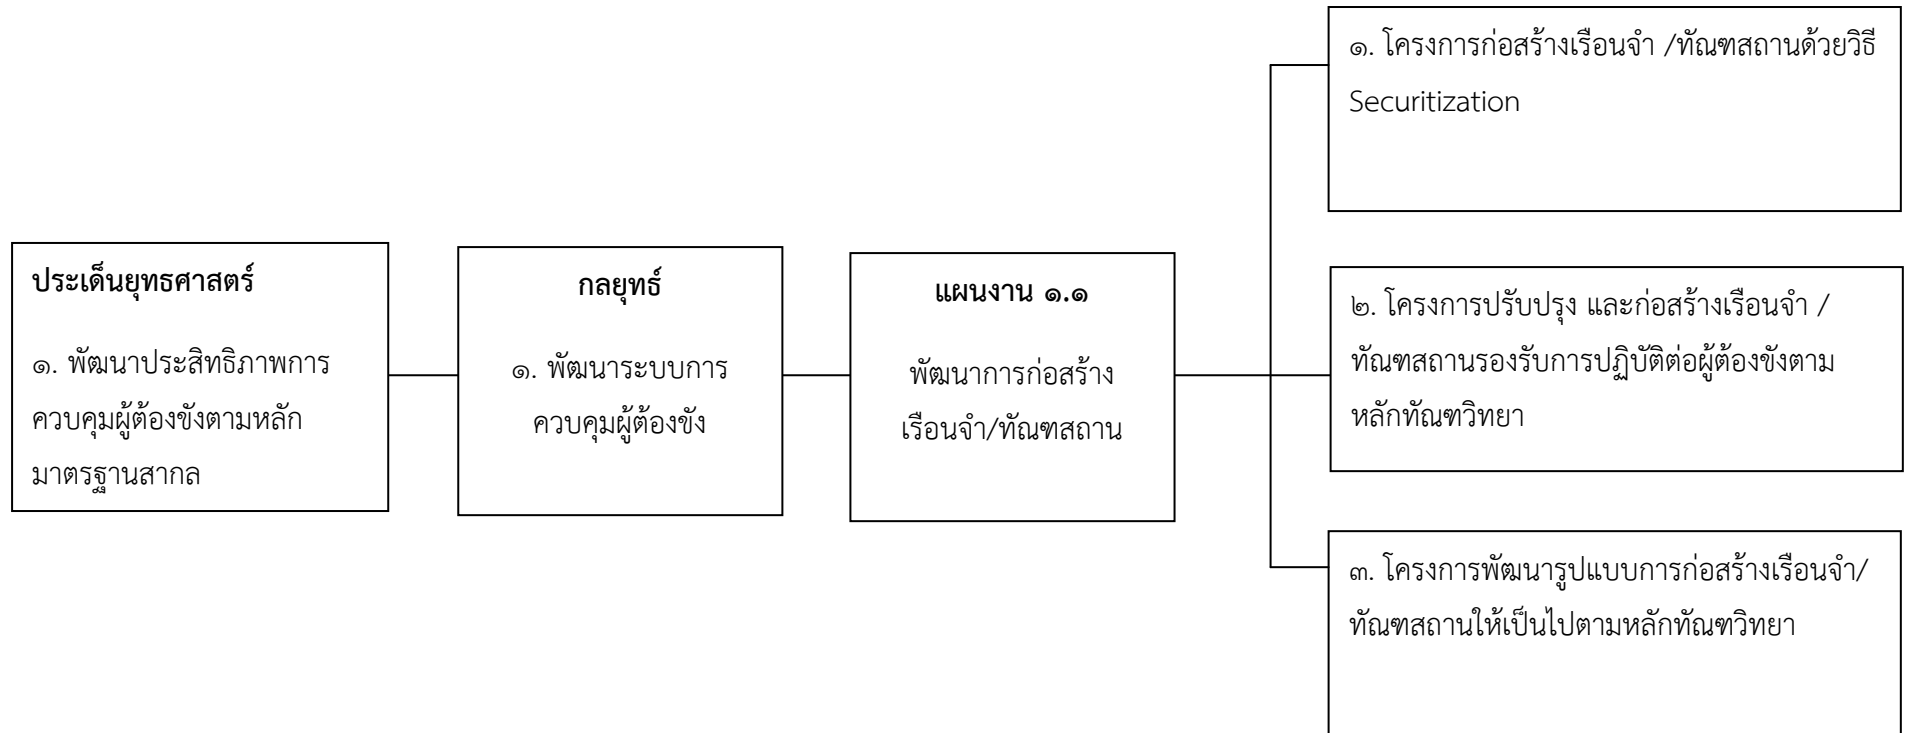 ประเด็นยุทธศาสตร์
๑. พัฒนาประสิทธิภาพการ
ควบคุมผู้ต้องขังตามหลัก
มาตรฐานสากล
กลยุทธ์
๑. พัฒนาระบบการ
ควบคุมผู้ต้องขัง
แผนงาน ๑.๑
พัฒนาการก่อสร้าง
เรือนจำ/ทัณฑสถาน
๑. โครงการก่อสร้างเรือนจำ /ทัณฑสถานด้วยวิธี
Securitization
๒. โครงการปรับปรุง และก่อสร้างเรือนจำ /
ทัณฑสถานรองรับการปฏิบัติต่อผู้ต้องขังตาม
หลักทัณฑวิทยา
๓. โครงการพัฒนารูปแบบการก่อสร้างเรือนจำ/
ทัณฑสถานให้เป็นไปตามหลักทัณฑวิทยา